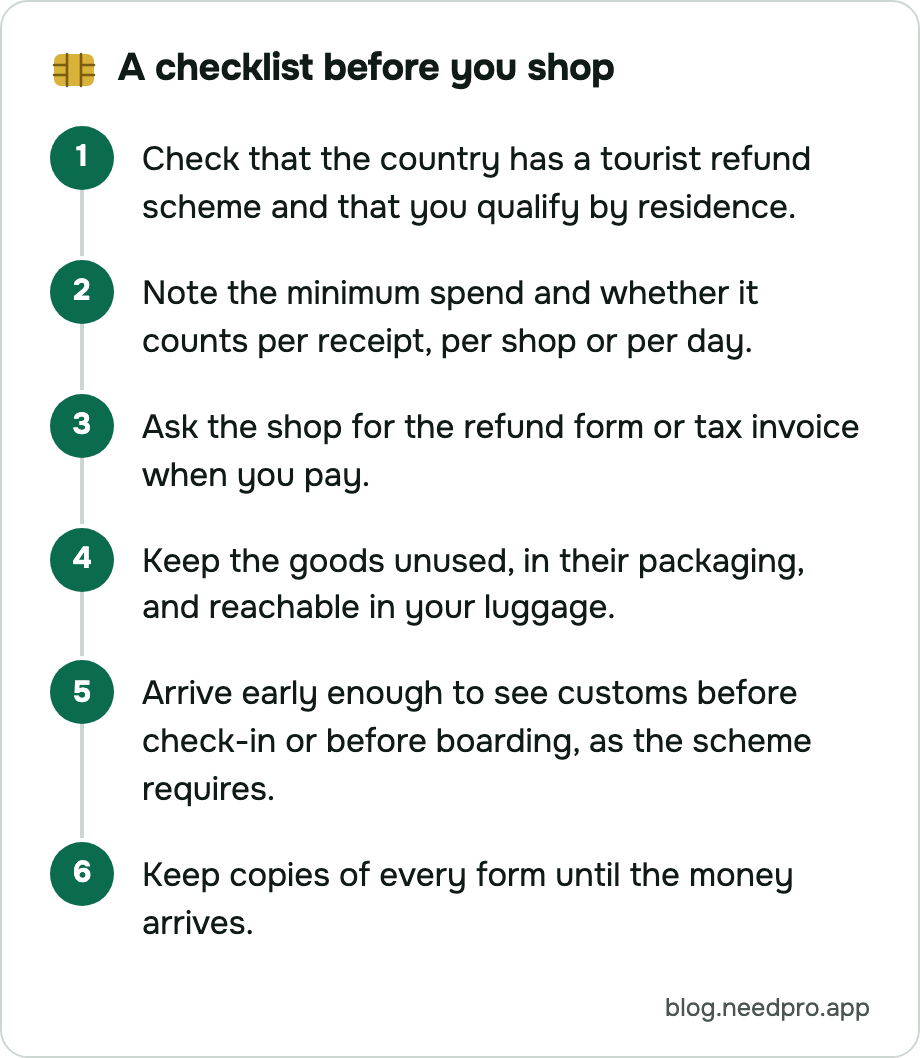 A checklist before you shop
1
Check that the country has a tourist refund
scheme and that you qualify by residence.
2
Note the minimum spend and whether it
counts per receipt, per shop or per day.
3
Ask the shop for the refund form or tax invoice
when you pay.
4
Keep the goods unused, in their packaging,
and reachable in your luggage.
5
Arrive early enough to see customs before
check-in or before boarding, as the scheme
requires.
6
Keep copies of every form until the money
arrives.
blog.needpro.app